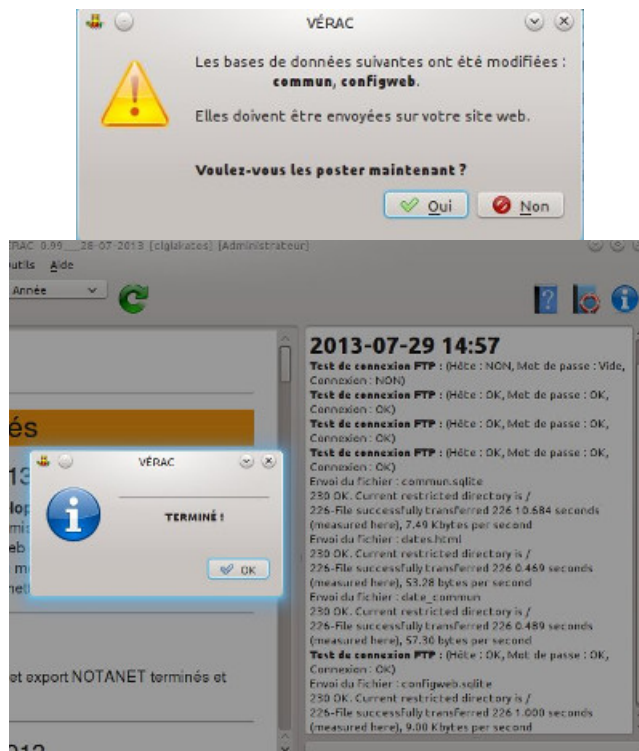 VÉRAC
Les bases de données suivantes ont été modifiées :
commun, configweb.
Elles doivent être envoyées sur votre site web.
Voulez-vous les poster maintenant ?
Oui
Non
0.99___28-07-2013 [clglakatos] [Administrateur]
Aide
Année
2013-07-29 14:57
Test de connexion FTP : (Hôte : NON, Mot de passe : Vide,
Connexion : NON)
Test de connexion FTP : (Hôte : OK, Mot de passe : OK,
Connexion : OK)
Test de connexion FTP : (Hôte : OK, Mot de passe : OK,
Connexion : OK)
Test de connexion FTP : (Hôte : OK, Mot de passe : OK,
Connexion : OK)
Envoi du fichier : commun.sqlite
230 OK. Current restricted directory is /
226-File successfully transferred 226 10.684 seconds
(measured here), 7.49 Kbytes per second
Envoi du fichier : dates.html
230 OK. Current restricted directory is /
226-File successfully transferred 226 0.469 seconds
(measured here), 53.28 bytes per second
Envoi du fichier : date_commun
230 OK. Current restricted directory is /
226-File successfully transferred 226 0.489 seconds
(measured here), 57.30 bytes per second
Test de connexion FTP : (Hôte : OK, Mot de passe : OK,
Connexion : OK)
Envoi du fichier : configweb.sqlite
230 OK. Current restricted directory is /
226-File successfully transferred 226 1.000 seconds
(measured here), 9.00 Kbytes per second
és
VÉRAC
TERMINÉ !
OK
et export NOTANET terminés et